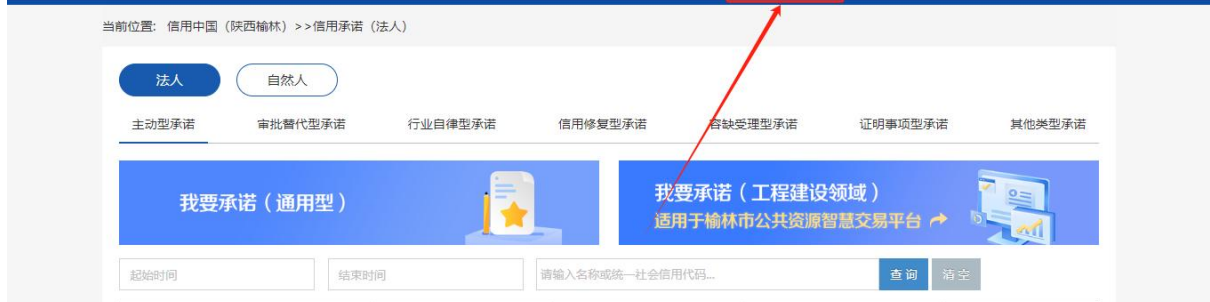 当前位置: 信用中国（陕西榆林）>>信用承诺（法人）
法人 自然人
主动型承诺 审批替代型承诺 行业自律型承诺 信用修复型承诺 容缺受理型承诺 证明事项型承诺 其他类型承诺
我要承诺（通用型） 我要承诺（工程建设领域）
适用于榆林市公共资源智慧交易平台
起始时间 结束时间 请输入名称或统一社会信用代码... 查询 清空